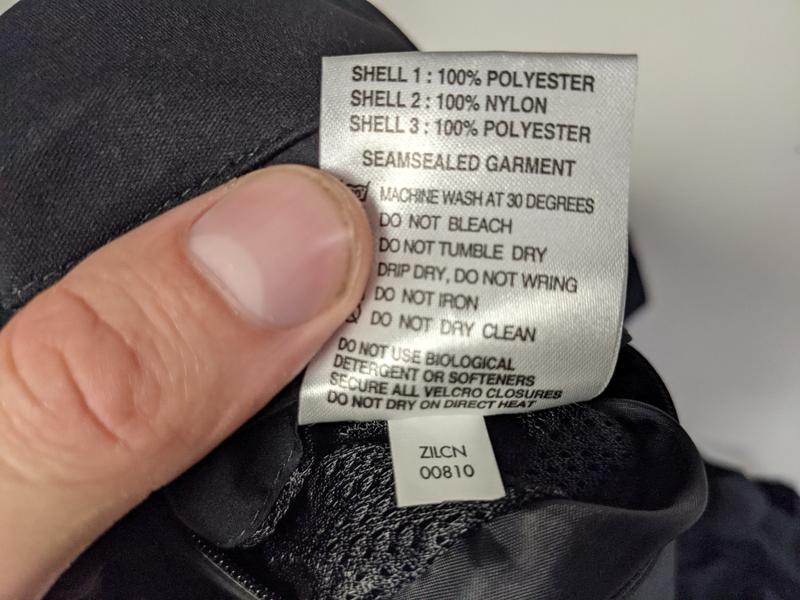 SHELL 1 : 100% POLYESTER
SHELL 2 : 100% NYLON
SHELL 3 : 100% POLYESTER
SEAMSEALED GARMENT
MACHINE WASH AT 30 DEGREES
DO NOT BLEACH
DO NOT TUMBLE DRY
DRIP DRY, DO NOT WRING
DO NOT IRON
DO NOT DRY CLEAN
DO NOT USE BIOLOGICAL
DETERGENT OR SOFTENERS
SECURE ALL VELCRO CLOSURES
DO NOT DRY ON DIRECT HEAT
ZILCN
00810